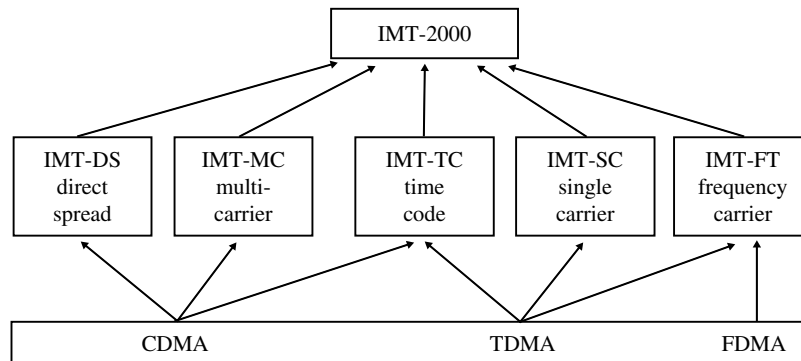 IMT-2000
IMT-DS
direct
spread
IMT-MC
multi-
carrier
IMT-TC
time
code
IMT-SC
single
carrier
IMT-FT
frequency
carrier
CDMA
TDMA
FDMA